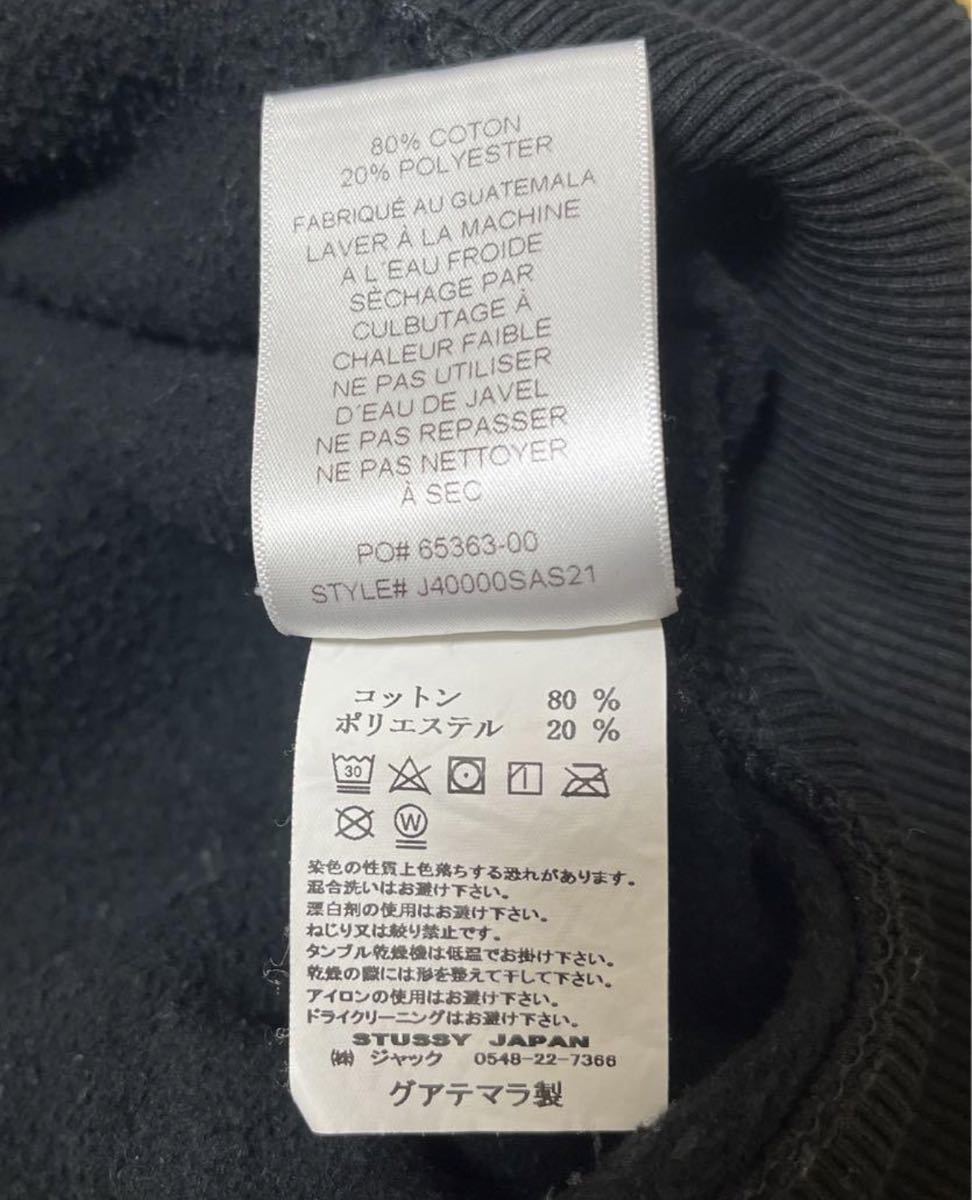 80% COTON
20% POLYESTER
FABRIQUÉ AU GUATEMALA
LAVER À LA MACHINE
A L'EAU FROIDE
SÈCHAGE PAR
CULBUTAGE À
CHALEUR FAIBLE
NE PAS UTILISER
D'EAU DE JAVEL
NE PAS REPASSER
NE PAS NETTOYER
À SEC
PO# 65363-00
STYLE# J40000SAS21
コットン 80 %
ポリエステル 20 %
30
W
染色の性質上色落ちする恐れがあります。
混合洗いはお避け下さい。
漂白剤の使用はお避け下さい。
ねじり又は絞り禁止です。
タンブル乾燥機は低温でお掛け下さい。
乾燥の際には形を整えて干して下さい。
アイロンの使用はお避け下さい。
ドライクリーニングはお避け下さい。
STUSSY JAPAN
㈱ ジャック 0548-22-7366
グアテマラ製